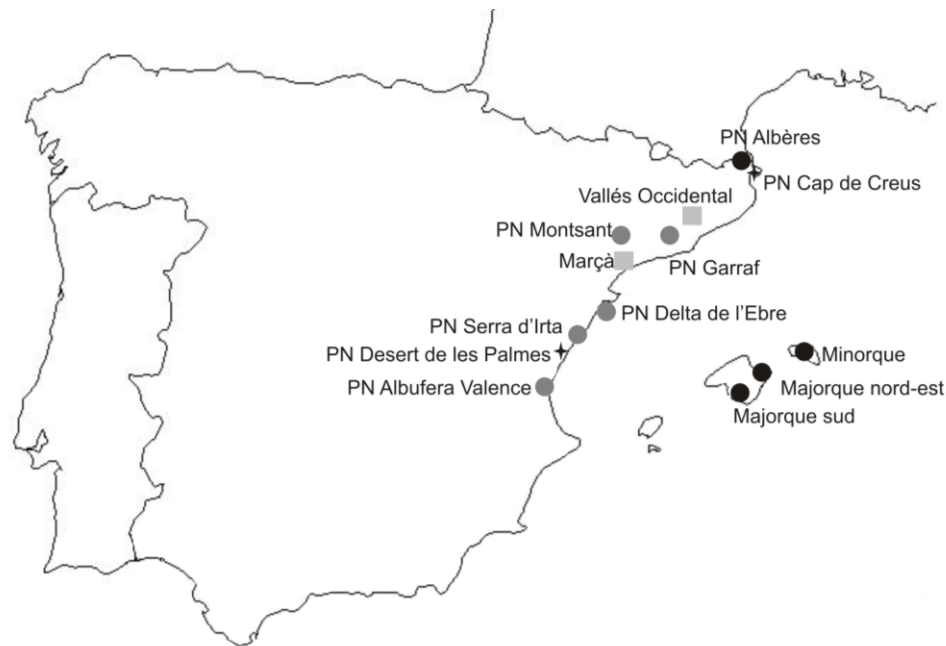 PN Albères
PN Cap de Creus
Vallés Occidental
PN Montsant
Marçà
PN Garraf
PN Delta de l'Ebre
PN Serra d'Irta
PN Desert de les Palmes
Minorque
PN Albufera Valence
Majorque nord-est
Majorque sud